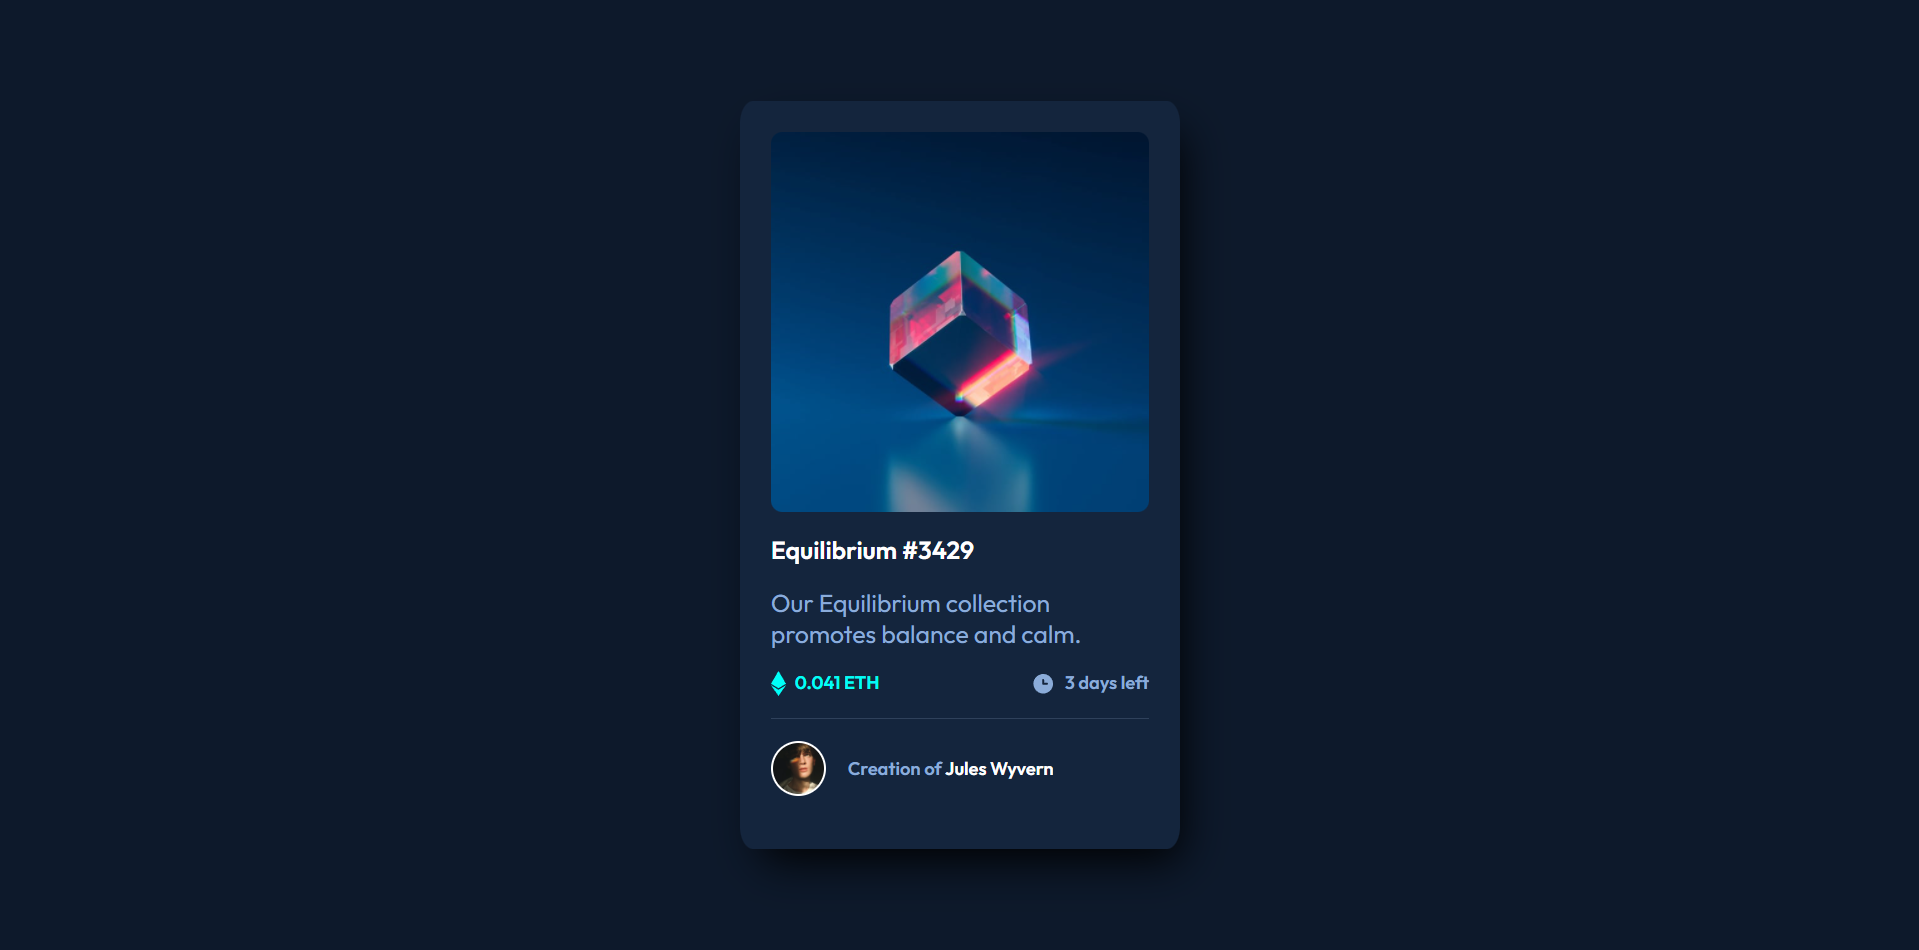 Equilibrium #3429
Our Equilibrium collection
promotes balance and calm.
0.041 ETH
3 days left
Creation of Jules Wyvern